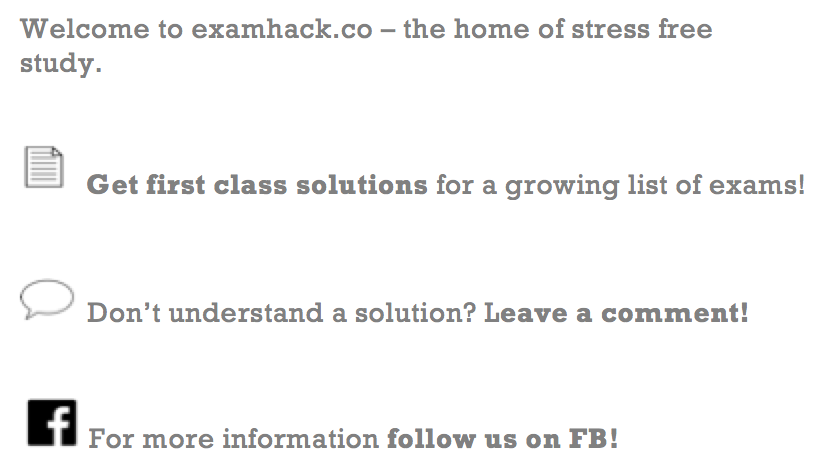 Welcome to examhack.co – the home of stress free
study.
Get first class solutions for a growing list of exams!
Don’t understand a solution? Leave a comment!
For more information follow us on FB!